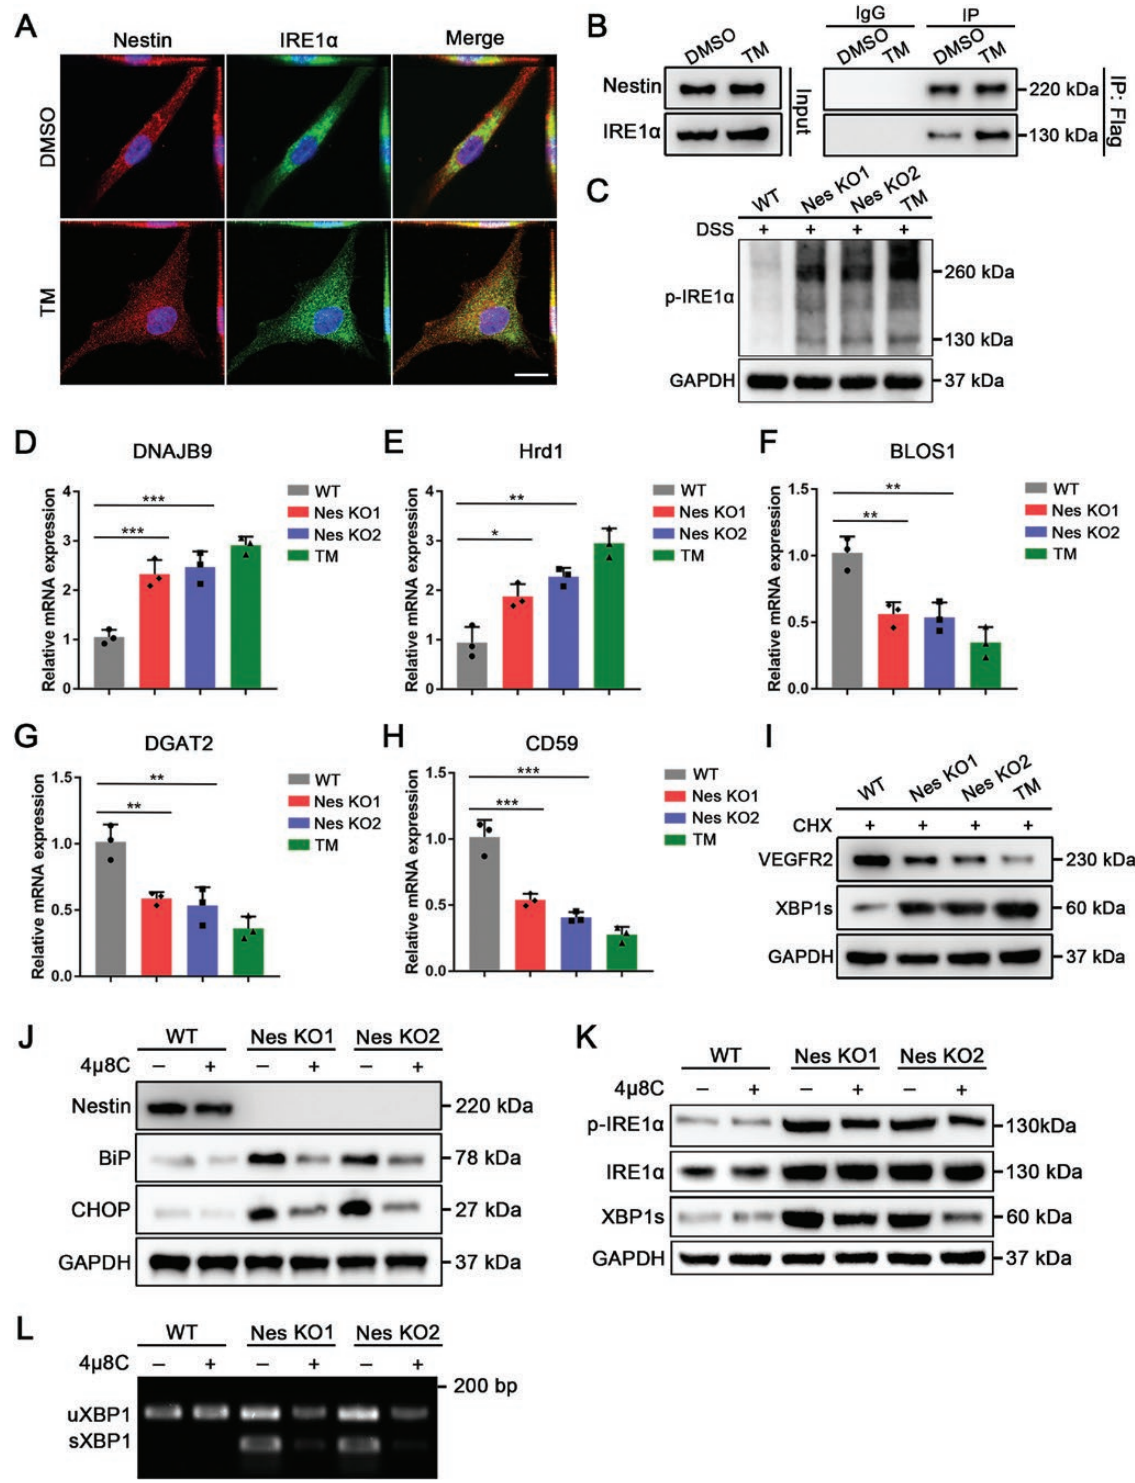 A
Nestin IRE1α Merge
DMSO
TM
B
IgG IP
DMSO TM DMSO TM DMSO TM
Nestin 220 kDa
IRE1α 130 kDa
Input
IP: Flag
C
WT Nes KO1 Nes KO2 TM
DSS + + + +
260 kDa
p-IRE1α
130 kDa
GAPDH 37 kDa
D
DNAJB9
Relative mRNA expression
4
3
2
1
0
***
***
WT
Nes KO1
Nes KO2
TM
E
Hrd1
Relative mRNA expression
4
3
2
1
0
**
*
WT
Nes KO1
Nes KO2
TM
F
BLOS1
Relative mRNA expression
1.5
1.0
0.5
0.0
**
**
WT
Nes KO1
Nes KO2
TM
G
DGAT2
Relative mRNA expression
1.5
1.0
0.5
0.0
**
**
WT
Nes KO1
Nes KO2
TM
H
CD59
Relative mRNA expression
1.5
1.0
0.5
0.0
***
***
WT
Nes KO1
Nes KO2
TM
I
WT Nes KO1 Nes KO2 TM
CHX + + + +
VEGFR2 230 kDa
XBP1s 60 kDa
GAPDH 37 kDa
J
WT Nes KO1 Nes KO2
4μ8C – + – + – +
Nestin 220 kDa
BiP 78 kDa
CHOP 27 kDa
GAPDH 37 kDa
K
WT Nes KO1 Nes KO2
4μ8C – + – + – +
p-IRE1α 130kDa
IRE1α 130 kDa
XBP1s 60 kDa
GAPDH 37 kDa
L
WT Nes KO1 Nes KO2
4μ8C – + – + – +
200 bp
uXBP1
sXBP1